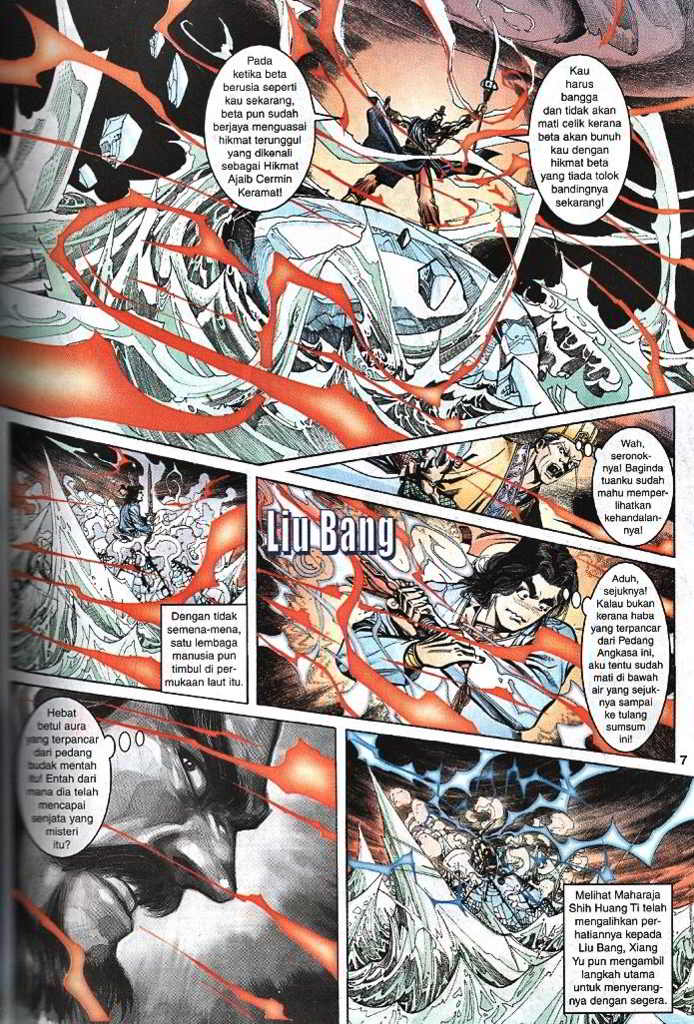 Pada
ketika beta
berusia seperti
kau sekarang,
beta pun sudah
berjaya menguasai
hikmat terunggul
yang dikenali
sebagai Hikmat
Ajaib Cermin
Keramat!
Kau
harus
bangga
dan tidak akan
mati celik kerana
beta akan bunuh
kau dengan
hikmat beta
yang tiada tolok
bandingnya
sekarang!
Wah,
seronok-
nya! Baginda
tuanku sudah
mahu memper-
lihatkan
kehandalan-
nya!
Dengan tidak
semena-mena,
satu lembaga
manusia pun
timbul di per-
mukaan laut itu.
Liu Bang
Aduh,
sejuknya!
Kalau bukan
kerana haba
yang terpancar
dari Pedang
Angkasa ini,
aku tentu sudah
mati di bawah
air yang sejuk-
nya sampai
ke tulang
sumsum
ini!
7
Hebat
betul aura
yang terpancar
dari pedang
budak mentah
itu! Entah dari
mana dia telah
mencapai
senjata yang
misteri
itu?
Melihat Maharaja
Shih Huang Ti telah
mengalihkan per-
hatiannya kepada
Liu Bang, Xiang
Yu pun mengambil
langkah utama
untuk menyerang-
nya dengan segera.